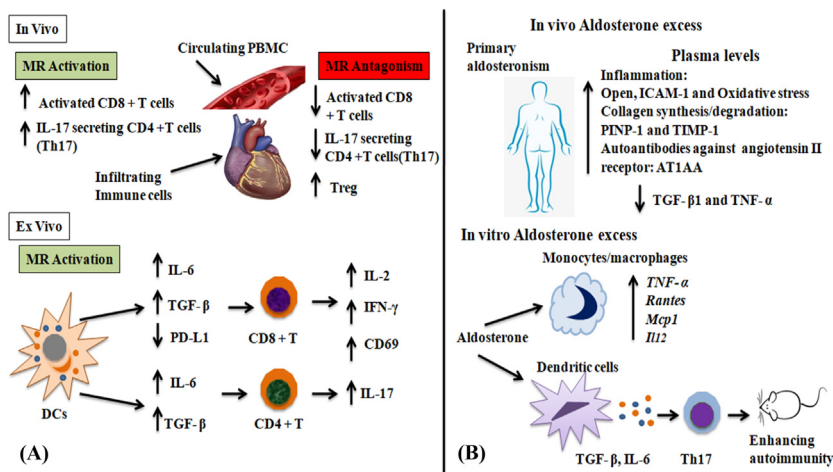 In Vivo
MR Activation
Activated CD8 + T cells
IL-17 secreting CD4 +T cells
(Th17)
Circulating PBMC
Infiltrating
Immune cells
MR Antagonism
Activated CD8
+ T cells
IL-17 secreting
CD4 +T cells(Th17)
Treg
Ex Vivo
MR Activation
DCs
IL-6
TGF- β
PD-L1
CD8 + T
IL-2
IFN-γ
CD69
IL-6
TGF- β
CD4 + T
IL-17
(A)
In vivo Aldosterone excess
Primary
aldosteronism
Plasma levels
Inflammation:
Open, ICAM-1 and Oxidative stress
Collagen synthesis/degradation:
PINP-1 and TIMP-1
Autoantibodies against angiotensin II
receptor: AT1AA
TGF- β1 and TNF- α
In vitro Aldosterone excess
Monocytes/macrophages
TNF- α
Rantes
Mcp1
Il12
Aldosterone
Dendritic cells
TGF- β, IL-6
Th17
Enhancing
autoimmunity
(B)